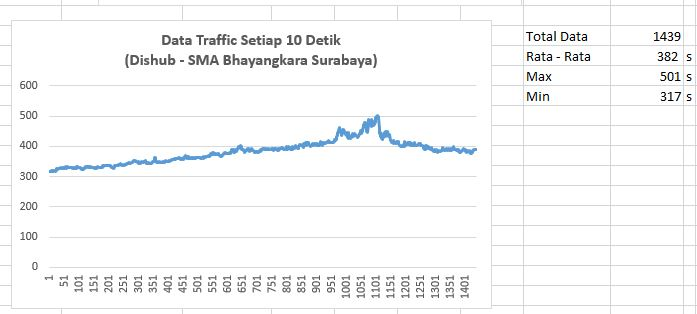 Data Traffic Setiap 10 Detik
(Dishub - SMA Bhayangkara Surabaya)
600
500
400
300
200
100
0
1 51 101 151 201 251 301 351 401 451 501 551 601 651 701 751 801 851 901 951 1001 1051 1101 1151 1201 1251 1301 1351 1401
Total Data 1439
Rata - Rata 382 s
Max 501 s
Min 317 s